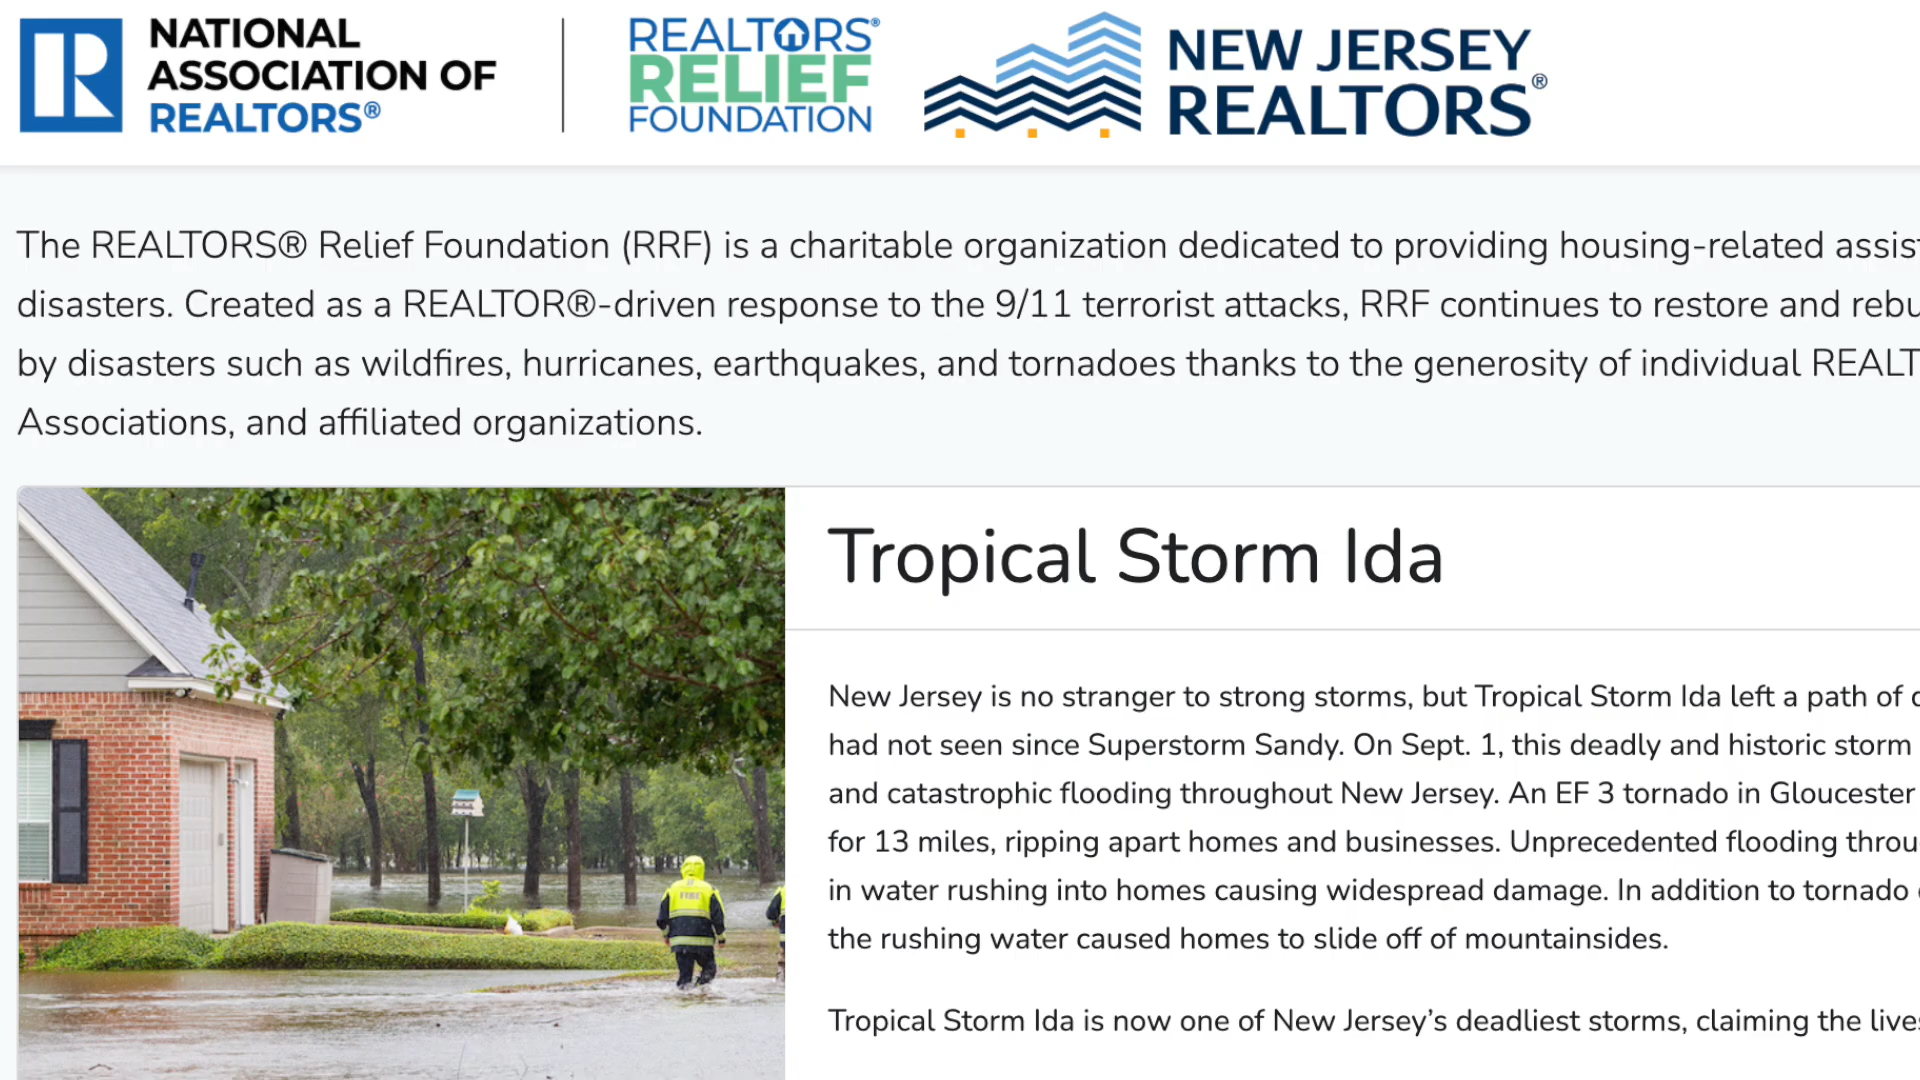 NATIONAL
ASSOCIATION OF
REALTORS®
REALTORS®
RELIEF
FOUNDATION
NEW JERSEY
REALTORS®
The REALTORS® Relief Foundation (RRF) is a charitable organization dedicated to providing housing-related
disasters. Created as a REALTOR®-driven response to the 9/11 terrorist attacks, RRF continues to restore and
by disasters such as wildfires, hurricanes, earthquakes, and tornadoes thanks to the generosity of individual
Associations, and affiliated organizations.
Tropical Storm Ida
New Jersey is no stranger to strong storms, but Tropical Storm Ida left a path of
had not seen since Superstorm Sandy. On Sept. 1, this deadly and historic storm
and catastrophic flooding throughout New Jersey. An EF 3 tornado in Gloucester
for 13 miles, ripping apart homes and businesses. Unprecedented flooding
in water rushing into homes causing widespread damage. In addition to tornado
the rushing water caused homes to slide off of mountainsides.
Tropical Storm Ida is now one of New Jersey's deadliest storms, claiming the
FIRE